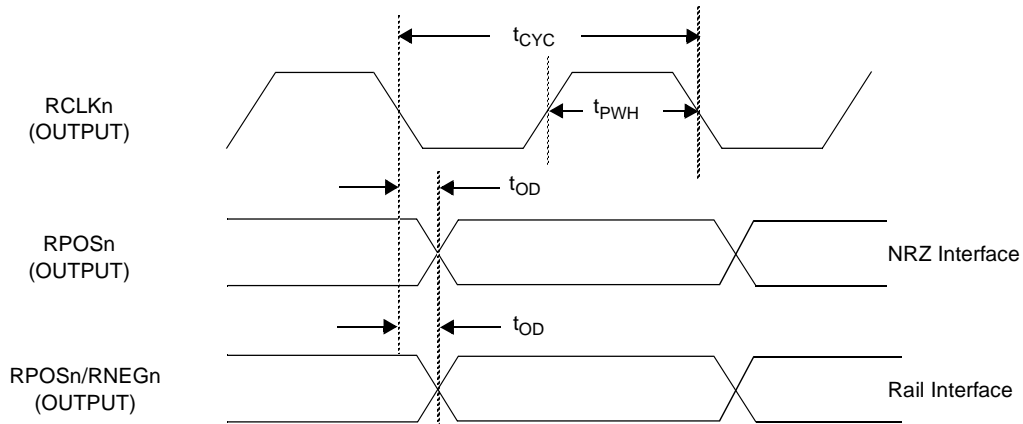 tCYC
RCLKn
(OUTPUT)
tPWH
tOD
RPOSn
(OUTPUT)
NRZ Interface
tOD
RPOSn/RNEGn
(OUTPUT)
Rail Interface